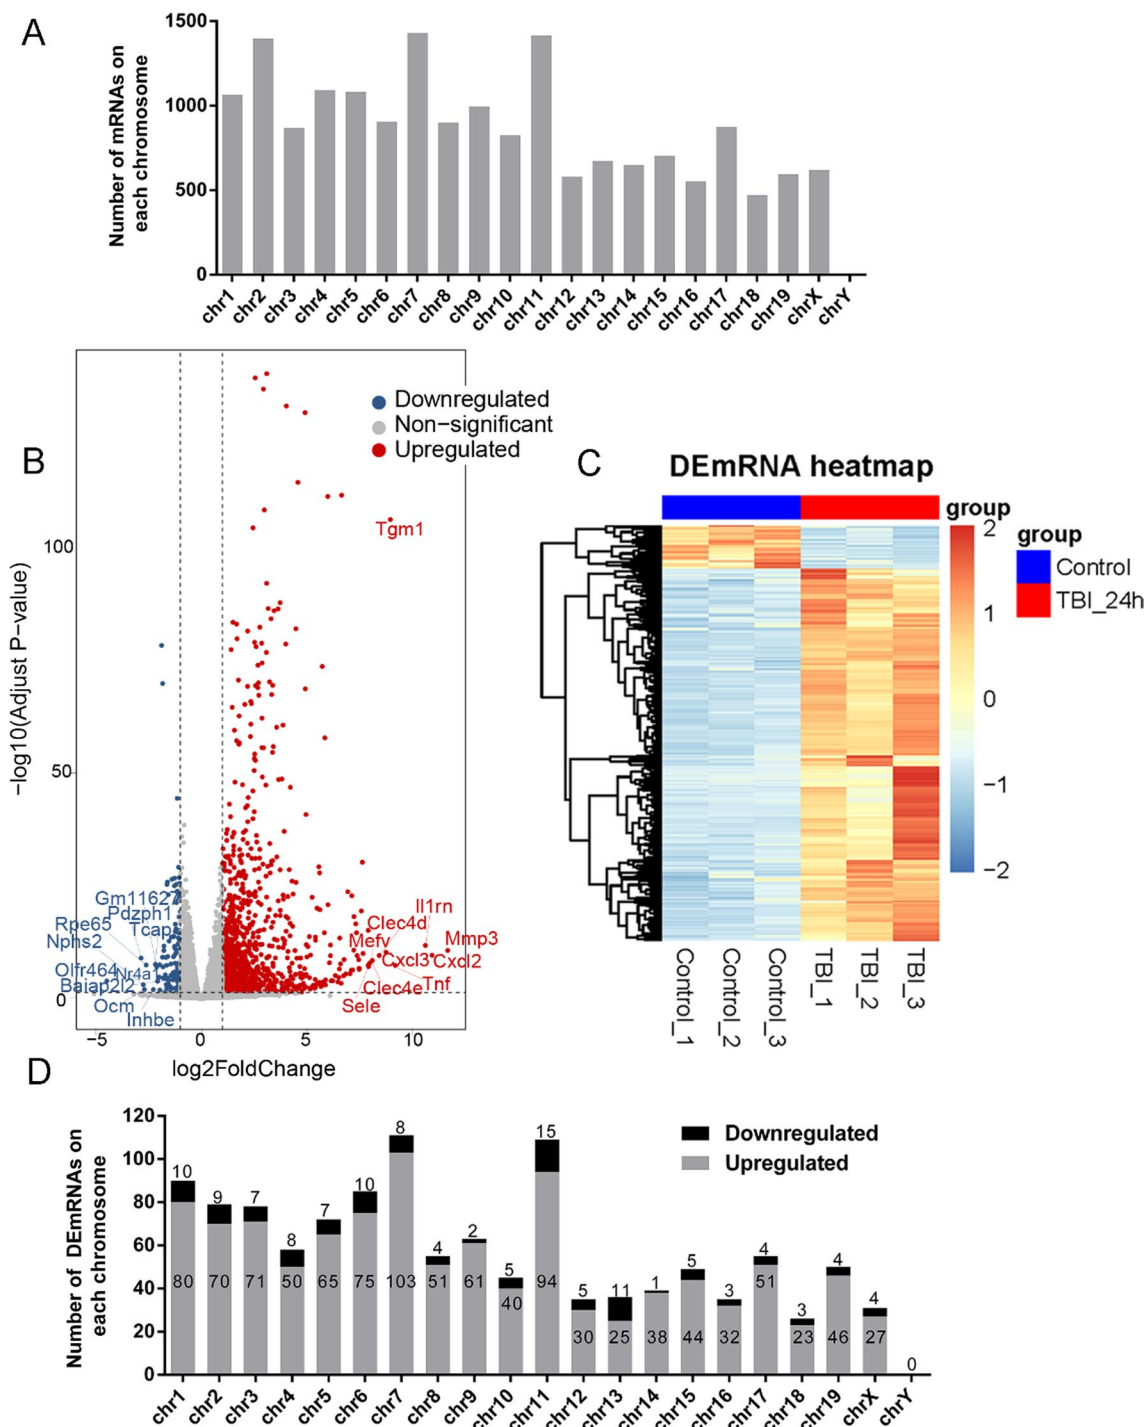 A
Number of mRNAs on
each chromosome
1500
1000
500
0
chr1 chr2 chr3 chr4 chr5 chr6 chr7 chr8 chr9 chr10 chr11 chr12 chr13 chr14 chr15 chr16 chr17 chr18 chr19 chrX chrY
B
−log10(Adjust P−value)
Downregulated
Non−significant
Upregulated
Tgm1
100
50
0
Gm11627
Pdzph1
Rpe65
Tcap
Nphs2
Olfr464
Nr4a
Baiap2l2
Ocm
Inhbe
Il1rn
Clec4d
Mefv
Mmp3
Cxcl3
Cxcl2
Clec4e
Tnf
Sele
−5 0 5 10
log2FoldChange
C
DEmRNA heatmap
group
2
1
0
−1
−2
group
Control
TBI_24h
Control_1 Control_2 Control_3 TBI_1 TBI_2 TBI_3
D
Number of DEmRNAs on
each chromosome
120
100
80
60
40
20
0
Downregulated
Upregulated
10 9 7 8 7 10 8 4 2 5 15 5 11 1 5 3 4 3 4 4 0
80 70 71 50 65 75 103 51 61 40 94 30 25 38 44 32 51 23 46 27
chr1 chr2 chr3 chr4 chr5 chr6 chr7 chr8 chr9 chr10 chr11 chr12 chr13 chr14 chr15 chr16 chr17 chr18 chr19 chrX chrY